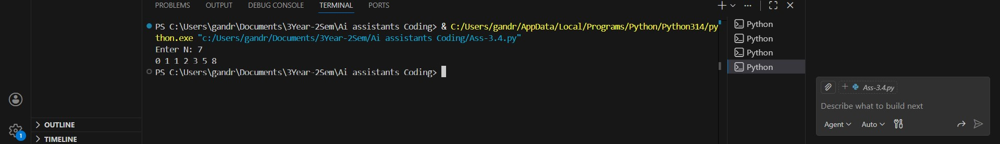 PROBLEMS OUTPUT DEBUG CONSOLE TERMINAL PORTS
PS C:\Users\gandr\Documents\3Year-2Sem\Ai assistants Coding> & C:/Users/gandr/AppData/Local/Programs/Python/Python314/py
thon.exe "c:/Users/gandr/Documents/3Year-2Sem/Ai assistants Coding/Ass-3.4.py"
Enter N: 7
0 1 1 2 3 5 8
PS C:\Users\gandr\Documents\3Year-2Sem\Ai assistants Coding>
Python
Python
Python
Python
Ass-3.4.py
Describe what to build next
Agent Auto
1
OUTLINE
TIMELINE